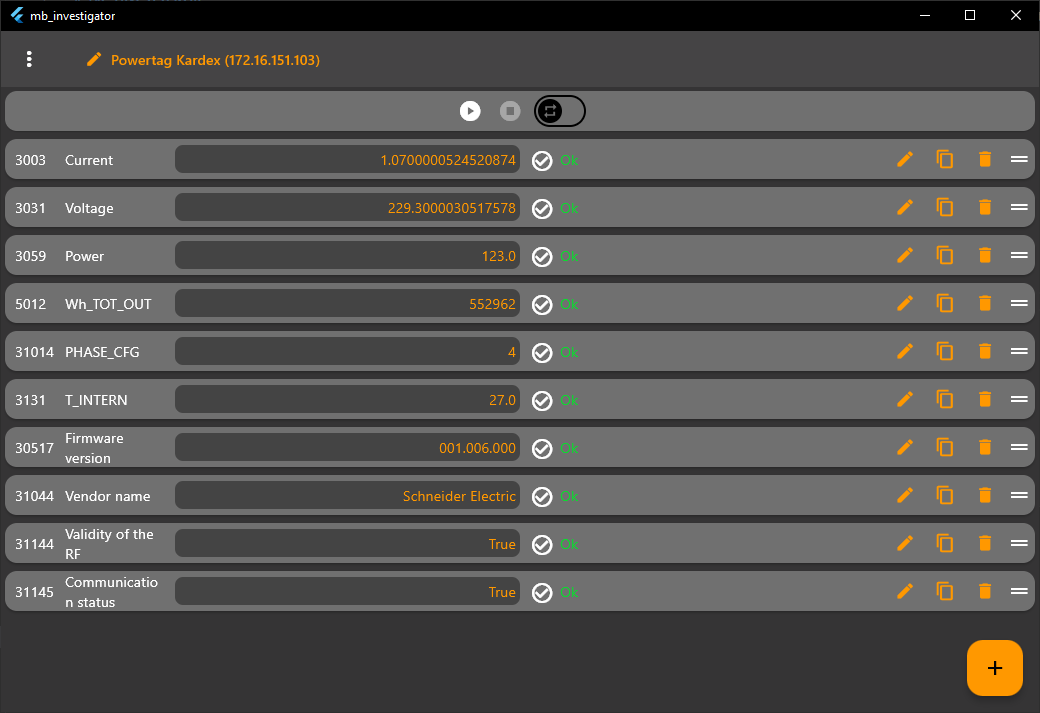 mb_investigator
Powertag Kardex (172.16.151.103)
3003 Current 1.0700000524520874 Ok
3031 Voltage 229.3000030517578 Ok
3059 Power 123.0 Ok
5012 Wh_TOT_OUT 552962 Ok
31014 PHASE_CFG 4 Ok
3131 T_INTERN 27.0 Ok
30517 Firmware
version 001.006.000 Ok
31044 Vendor name Schneider Electric Ok
31144 Validity of the
RF True Ok
31145 Communicatio
n status True Ok